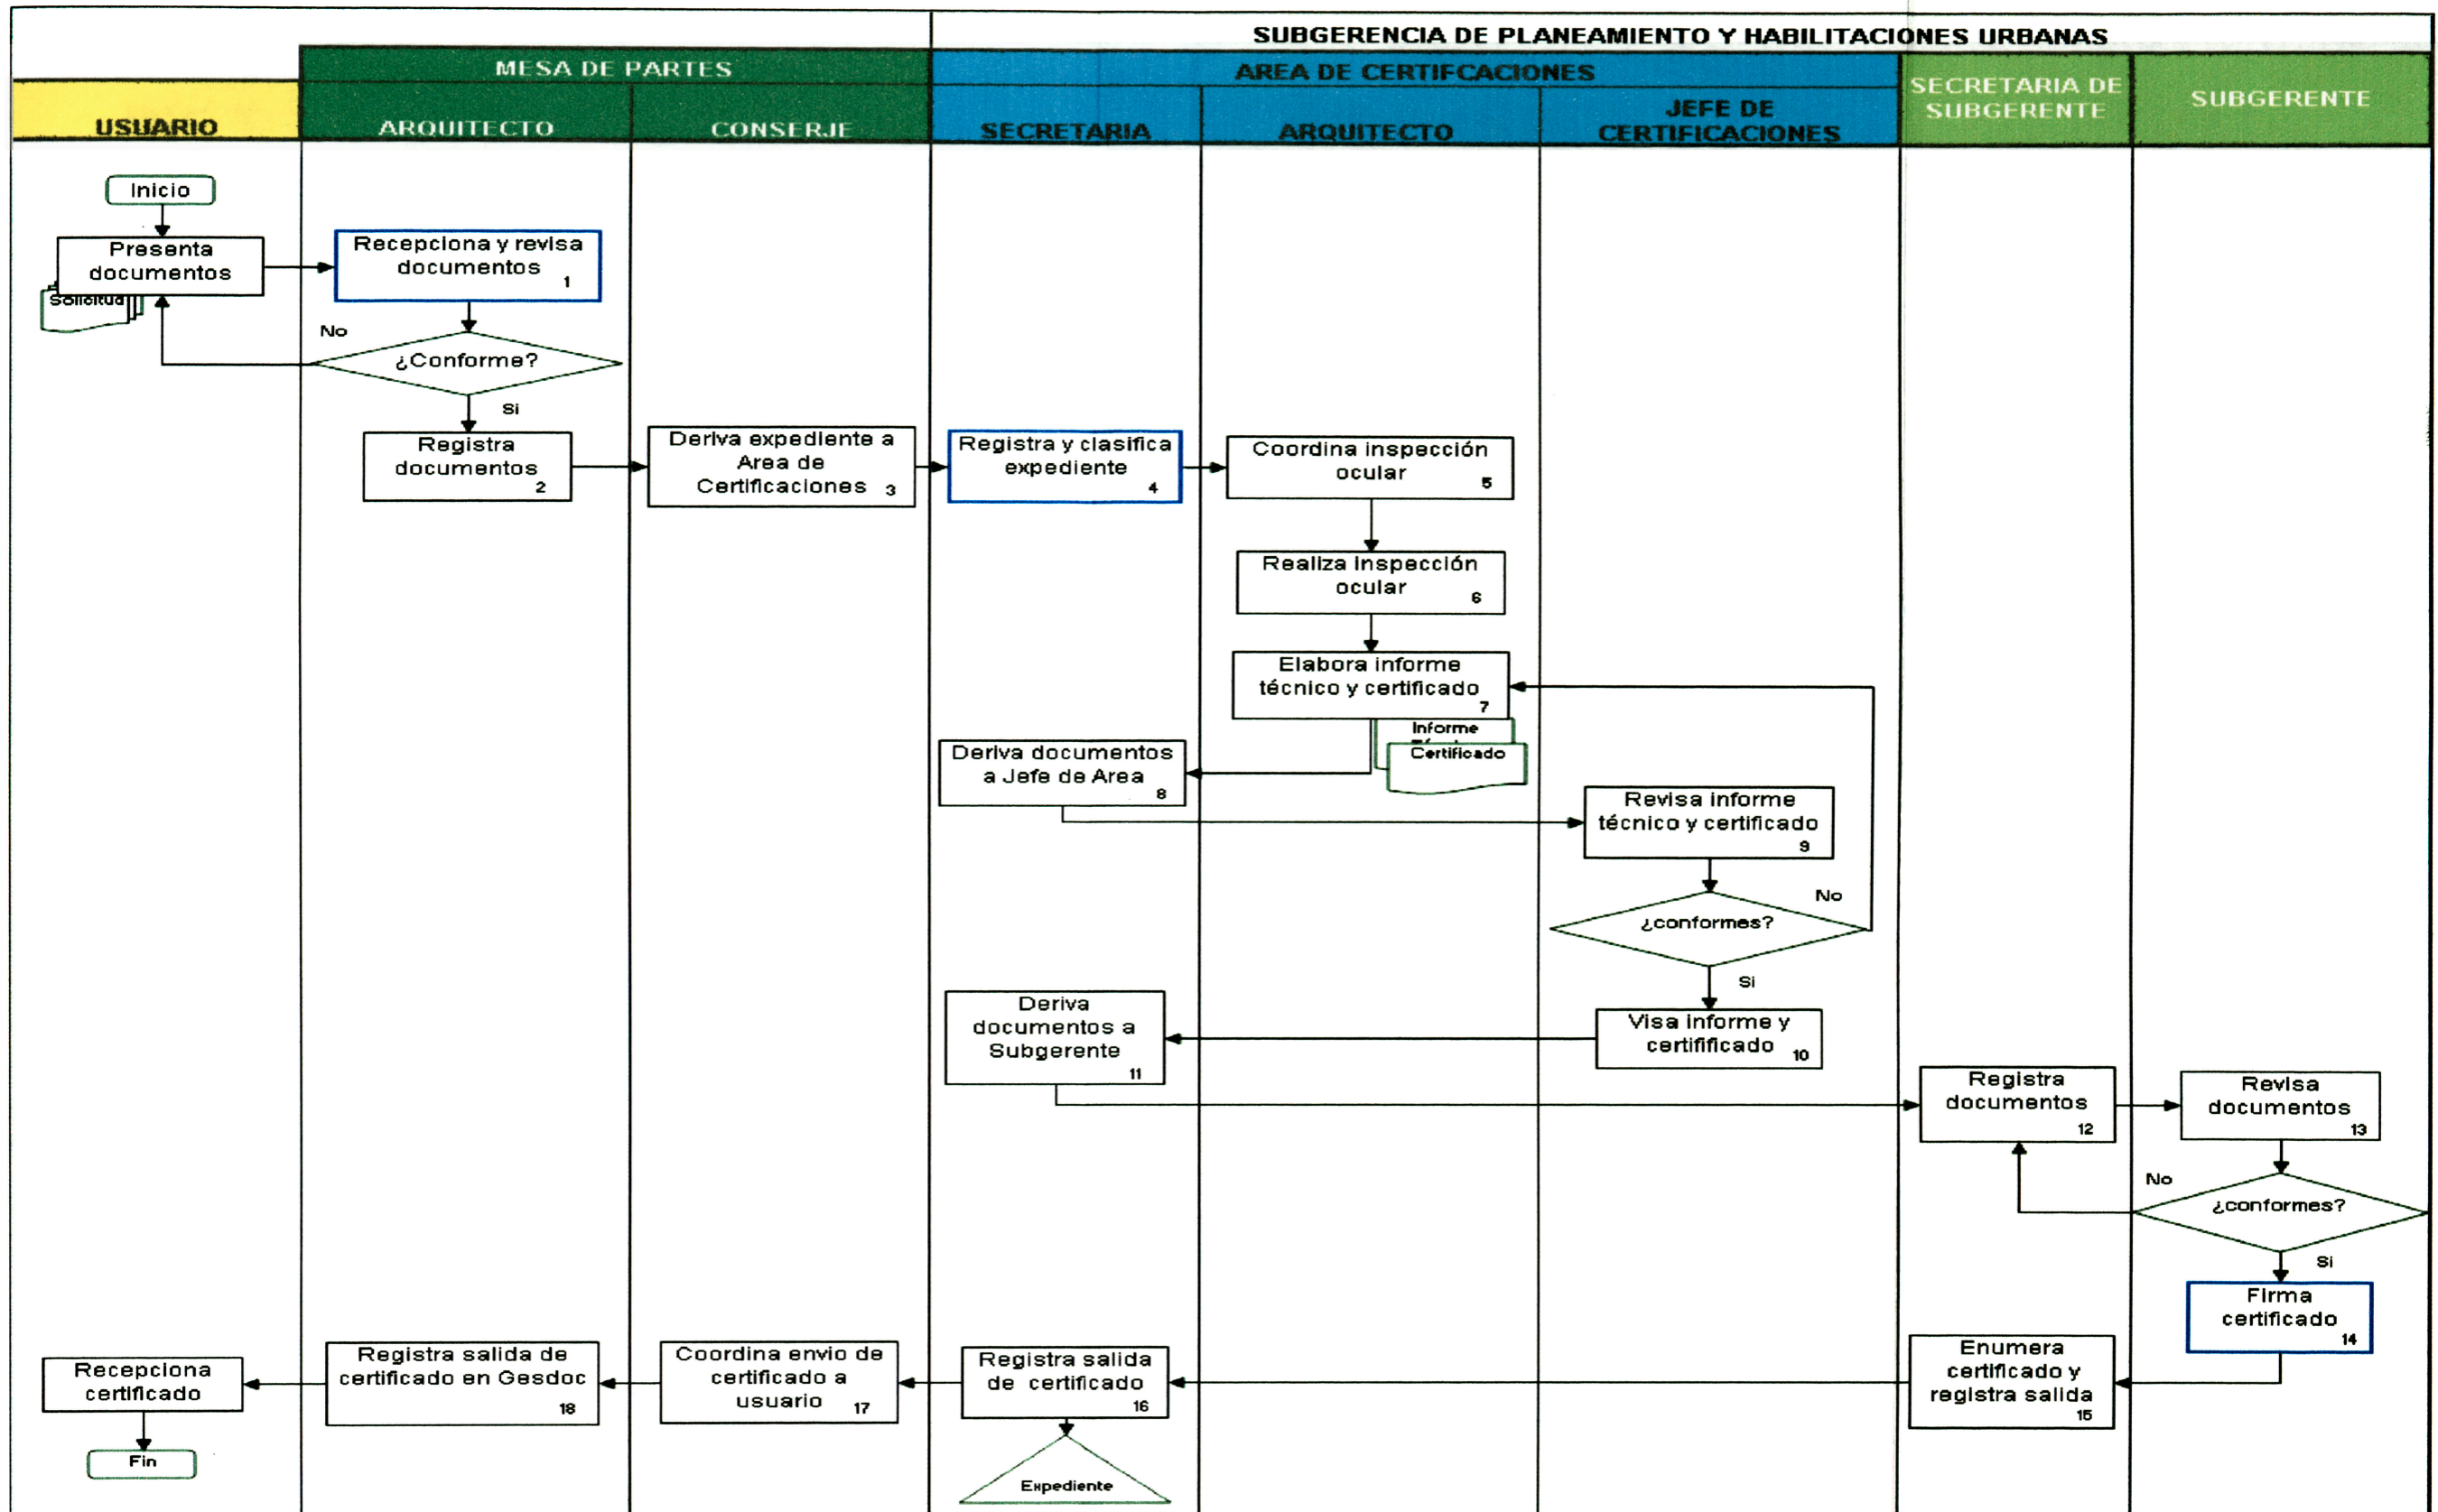 SUBGERENCIA DE PLANEAMIENTO Y HABILITACIONES URBANAS
MESA DE PARTES
AREA DE CERTIFCACIONES
SECRETARIA DE
SUBGERENTE
SUBGERENTE
USUARIO
ARQUITECTO
CONSERJE
SECRETARIA
ARQUITECTO
JEFE DE
CERTIFICACIONES
Inicio
Presenta
documentos
Solicitud
Recepciona y revisa
documentos
1
No
¿Conforme?
Si
Registra
documentos
2
Deriva expediente a
Area de
Certificaciones
3
Registra y clasifica
expediente
4
Coordina inspección
ocular
5
Realiza inspección
ocular
6
Elabora informe
técnico y certificado
7
Informe
Certificado
Deriva documentos
a Jefe de Area
8
Revisa informe
técnico y certificado
9
No
¿conformes?
Si
Visa informe y
certifificado
10
Deriva
documentos a
Subgerente
11
Registra
documentos
12
Revisa
documentos
13
No
¿conformes?
Si
Firma
certificado
14
Enumera
certificado y
registra salida
15
Registra salida
de certificado
16
Expediente
Coordina envio de
certificado a
usuario
17
Registra salida de
certificado en Gesdoc
18
Recepciona
certificado
Fin